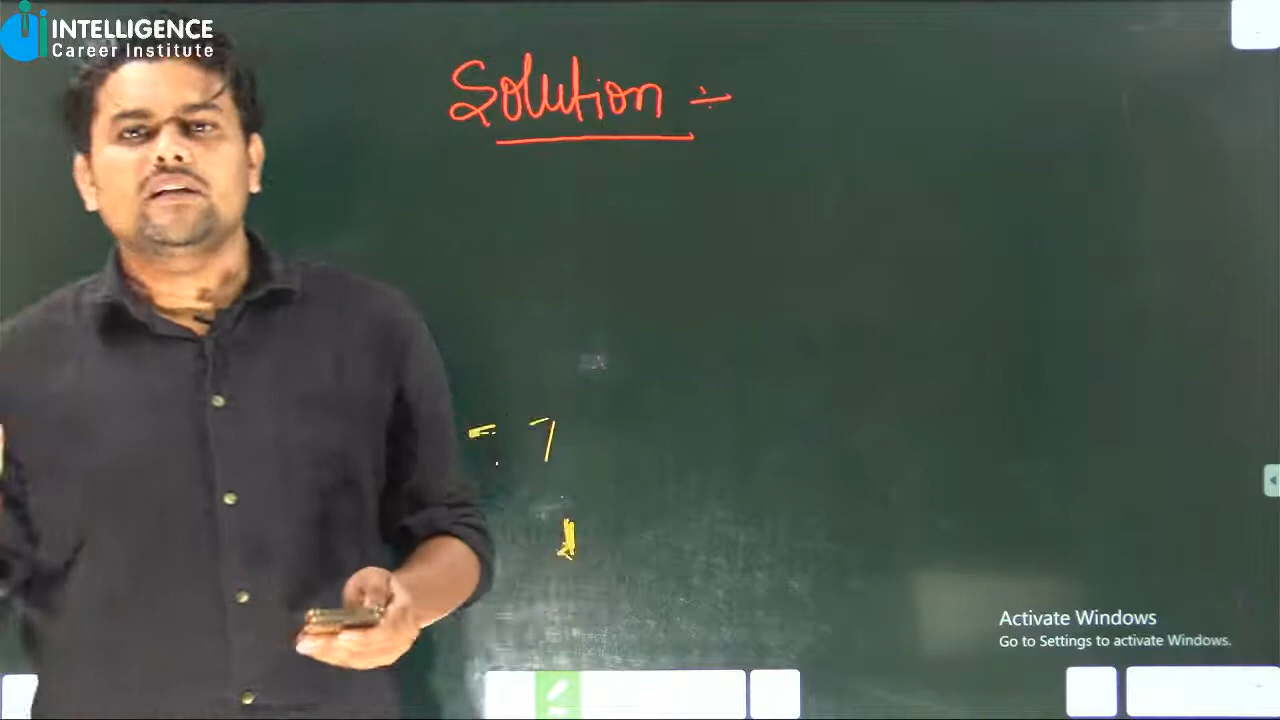 INTELLIGENCE
Career Institute
Solution :-
Activate Windows
Go to Settings to activate Windows.